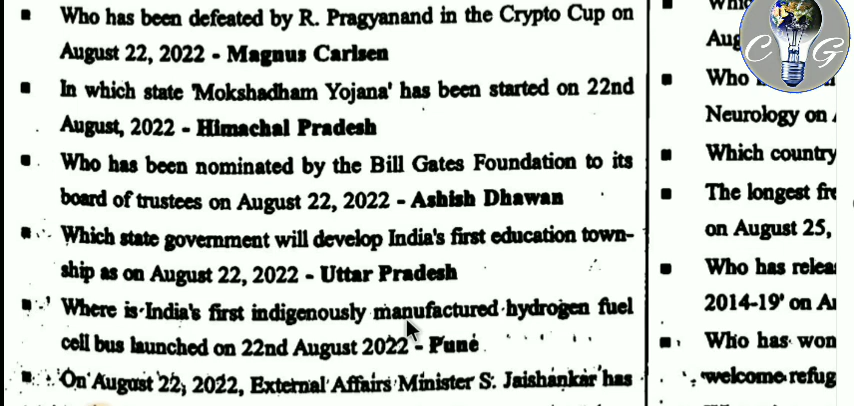 ▪ Who has been defeated by R. Pragyanand in the Crypto Cup on
August 22, 2022 - Magnus Carlsen
▪ In which state 'Mokshadham Yojana' has been started on 22nd
August, 2022 - Himachal Pradesh
▪ Who has been nominated by the Bill Gates Foundation to its
board of trustees on August 22, 2022 - Ashish Dhawan
▪ Which state government will develop India's first education town-
ship as on August 22, 2022 - Uttar Pradesh
▪ Where is India's first indigenously manufactured hydrogen fuel
cell bus launched on 22nd August 2022 - Pune
▪ On August 22, 2022, External Affairs Minister S. Jaishankar has
Aug
▪ Who
Neurology on
▪ Which country
▪ The longest
on August 25,
▪ Who has
2014-19' on
▪ Who has won
welcome
C G